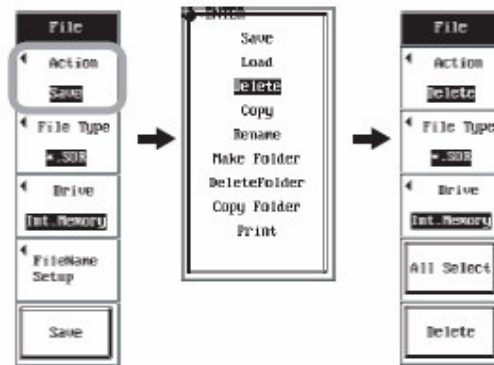 File
Action
Save
File Type
*.SOR
Drive
Int.Memory
FileName
Setup
Save
ENTER
Save
Load
Delete
Copy
Rename
Make Folder
DeleteFolder
Copy Folder
Print
File
Action
Delete
File Type
*.SOR
Drive
Int.Memory
All Select
Delete